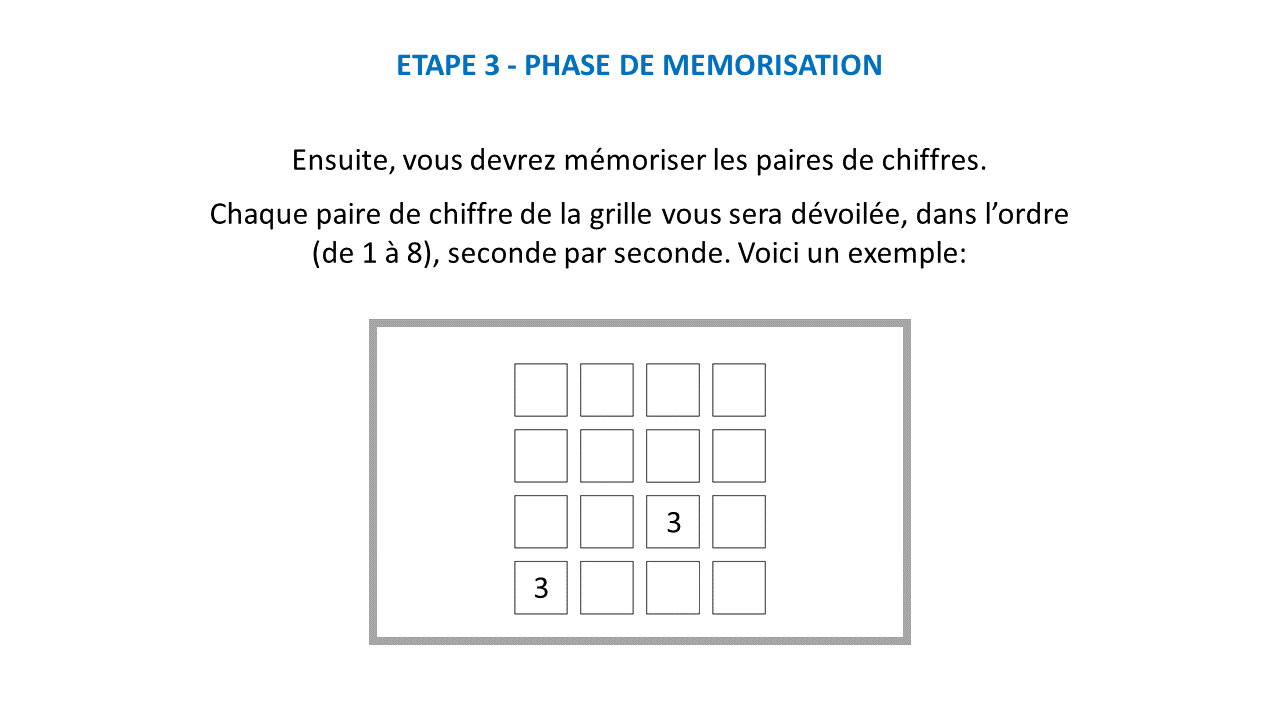 ETAPE 3 - PHASE DE MEMORISATION
Ensuite, vous devrez mémoriser les paires de chiffres.
Chaque paire de chiffre de la grille vous sera dévoilée, dans l’ordre
(de 1 à 8), seconde par seconde. Voici un exemple:
3
3